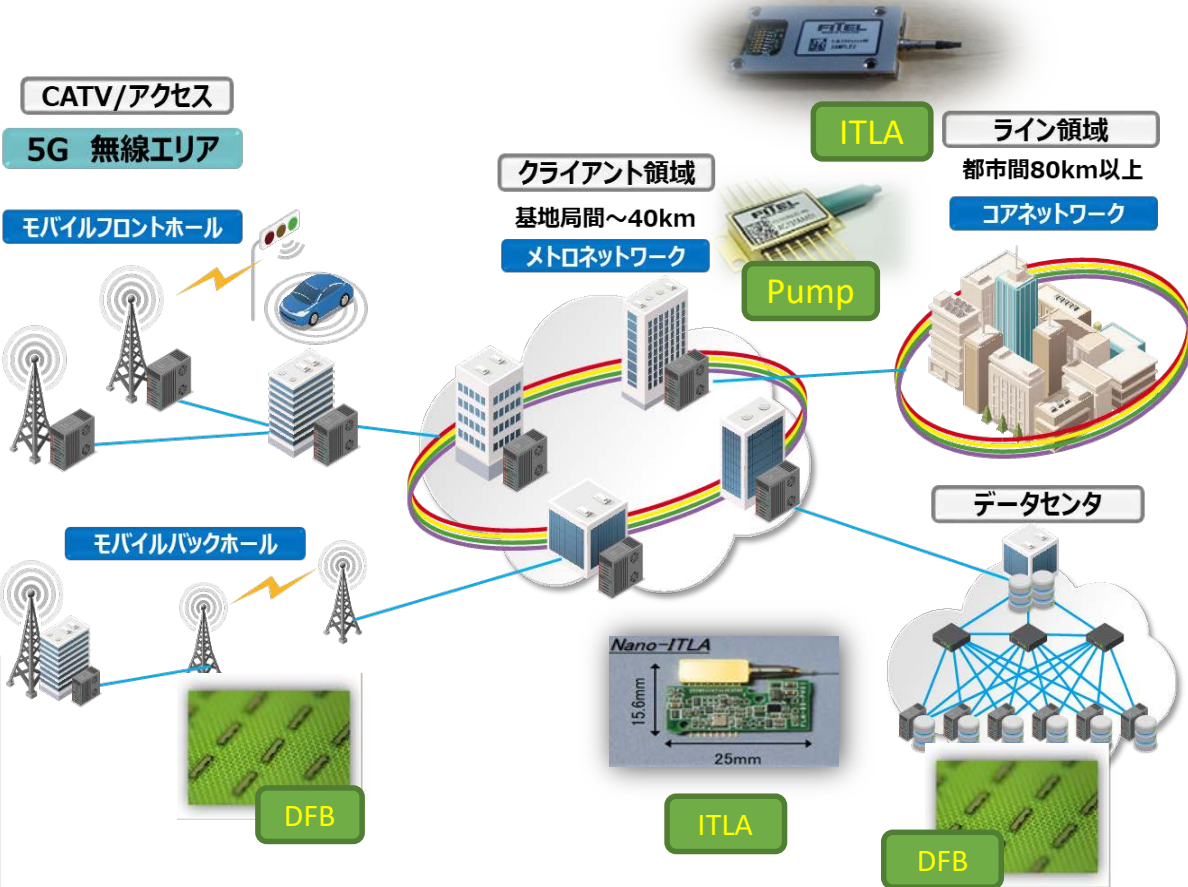 FITEL
CATV/アクセス
5G 無線エリア
ITLA
ライン領域
都市間80km以上
コアネットワーク
クライアント領域
基地局間～40km
メトロネットワーク
FITEL
Pump
モバイルフロントホール
モバイルバックホール
データセンタ
Nano-ITLA
15.6mm
25mm
DFB
ITLA
DFB